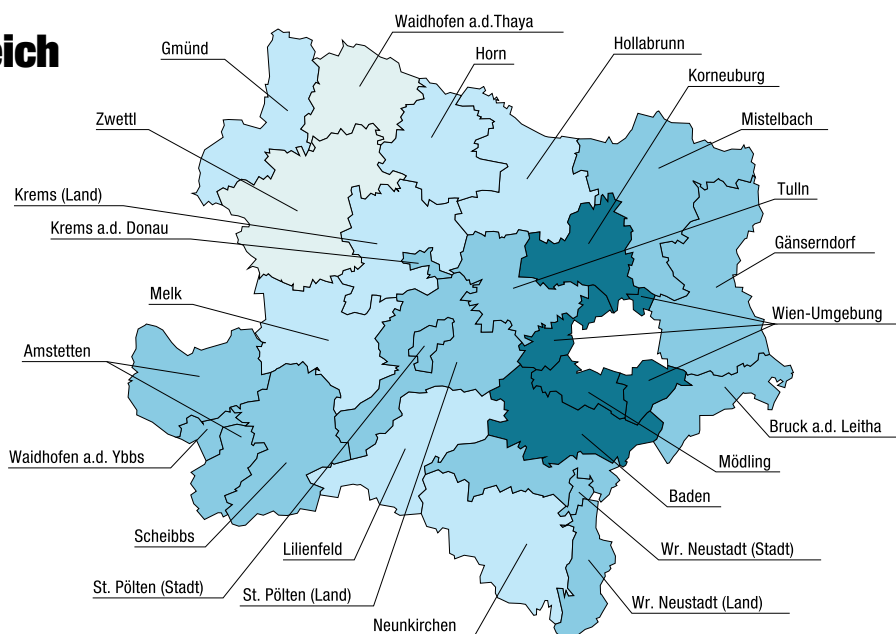 eich
Waidhofen a.d.Thaya
Gmünd
Horn
Hollabrunn
Korneuburg
Zwettl
Mistelbach
Krems (Land)
Tulln
Krems a.d. Donau
Gänserndorf
Melk
Wien-Umgebung
Amstetten
Bruck a.d. Leitha
Waidhofen a.d. Ybbs
Mödling
Baden
Scheibbs
Lilienfeld
Wr. Neustadt (Stadt)
St. Pölten (Stadt)
St. Pölten (Land)
Wr. Neustadt (Land)
Neunkirchen